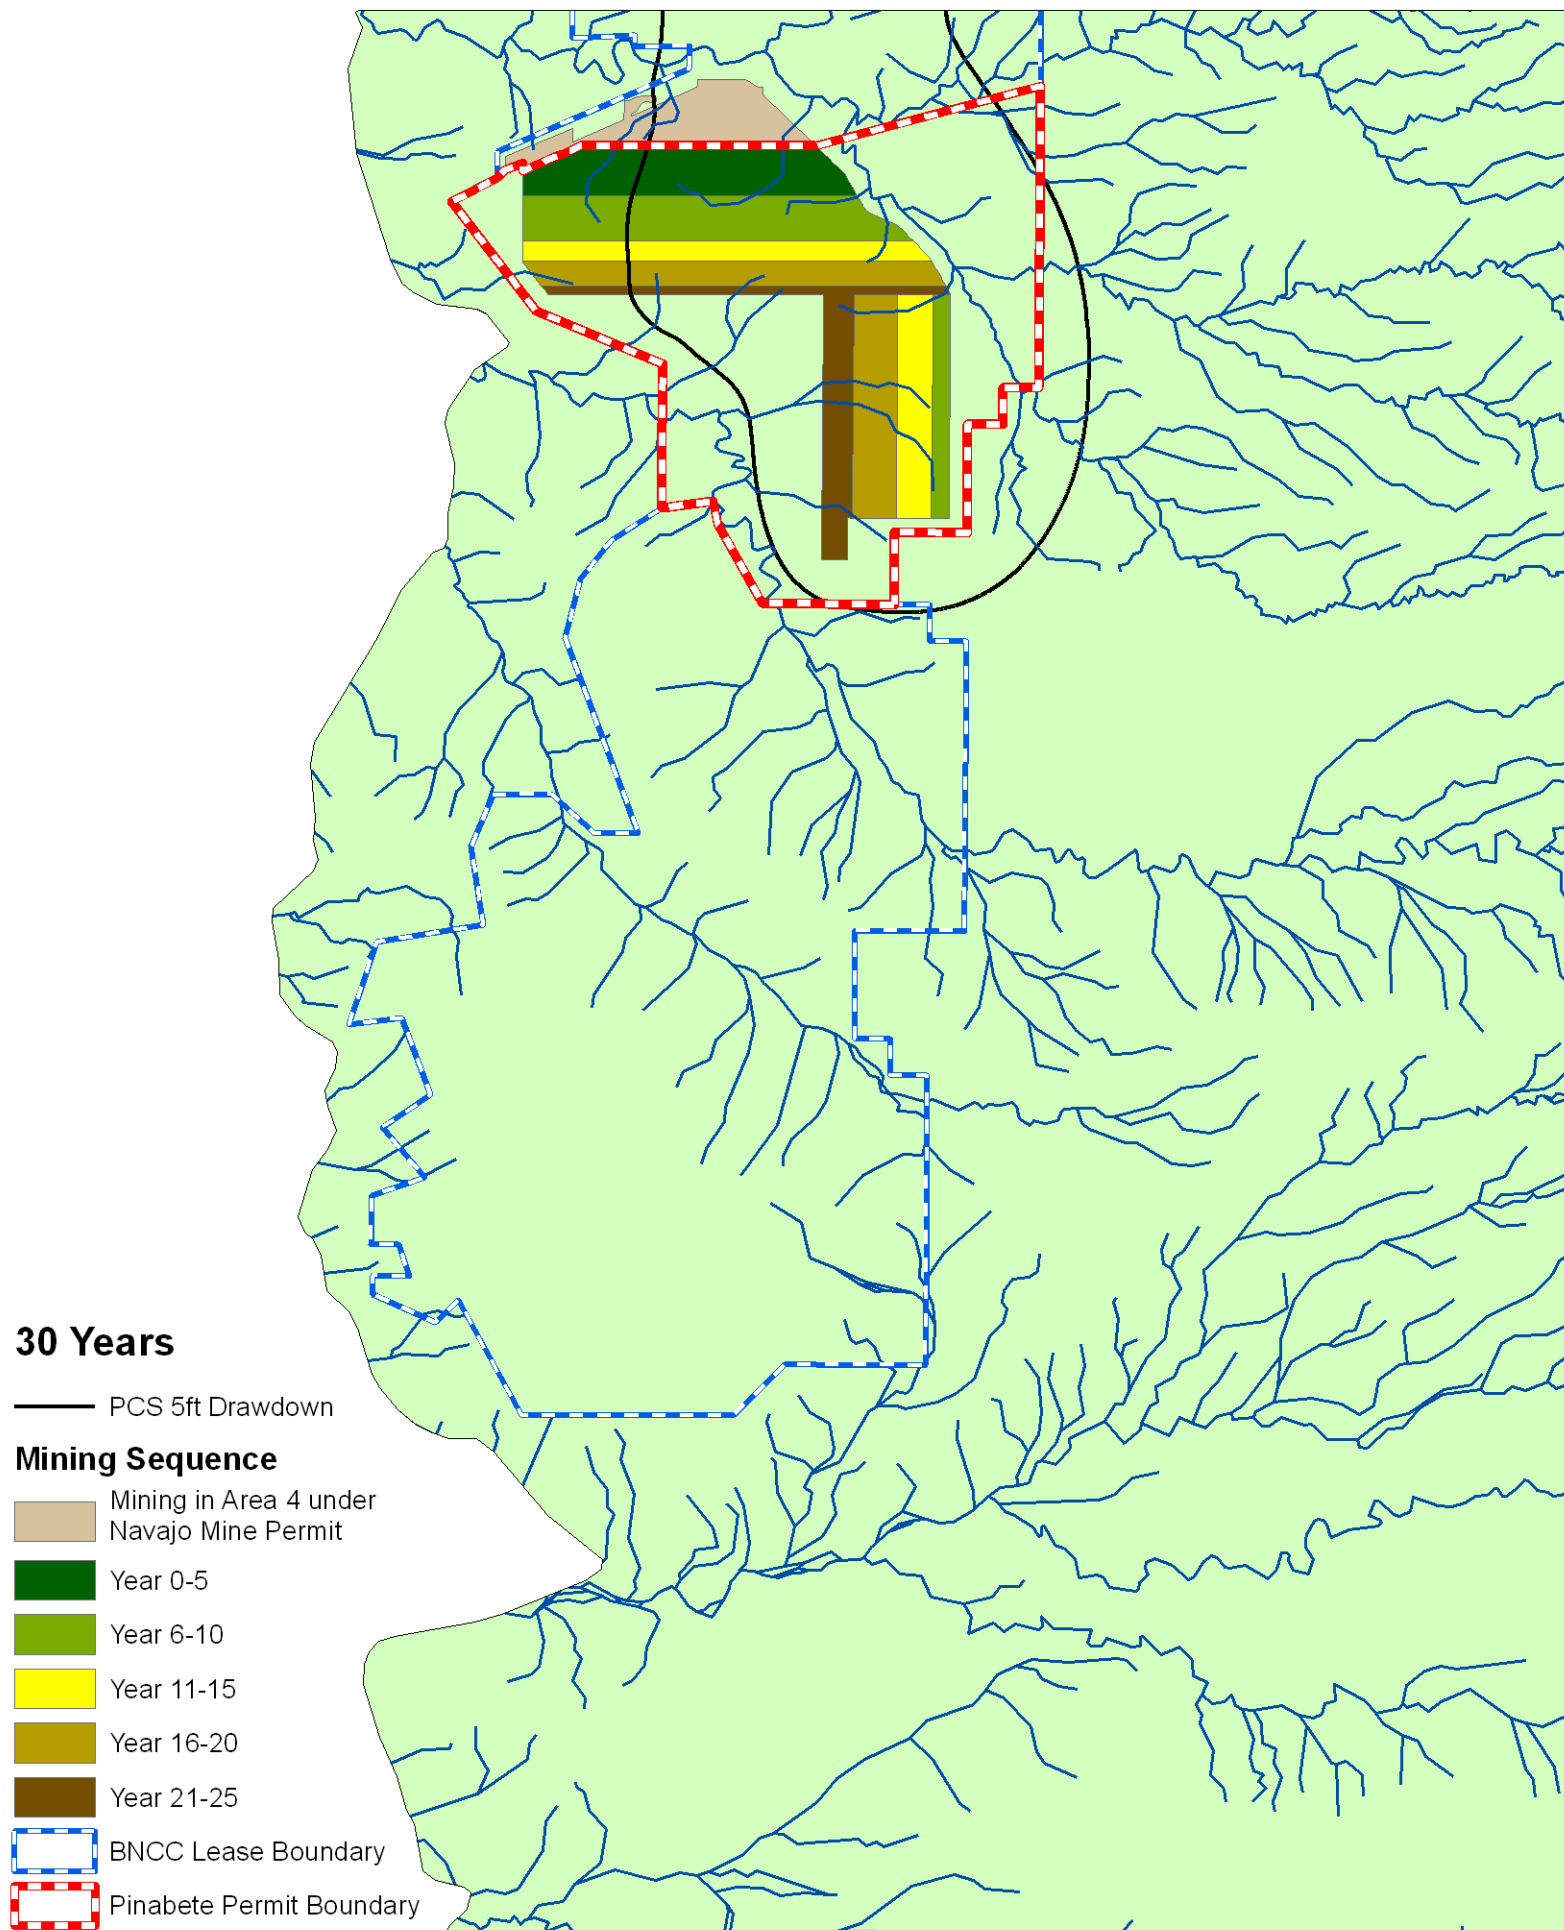 30 Years
PCS 5ft Drawdown
Mining Sequence
Mining in Area 4 under
Navajo Mine Permit
Year 0-5
Year 6-10
Year 11-15
Year 16-20
Year 21-25
BNCC Lease Boundary
Pinabete Permit Boundary